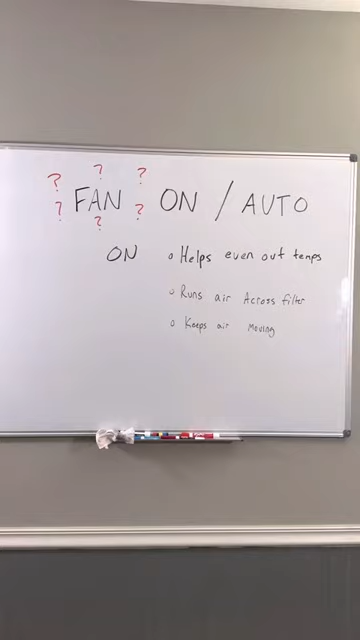 ? ? ?
? FAN ? ON / AUTO
?
ON o Helps even out temps
o Runs air Across filter
o Keeps air moving